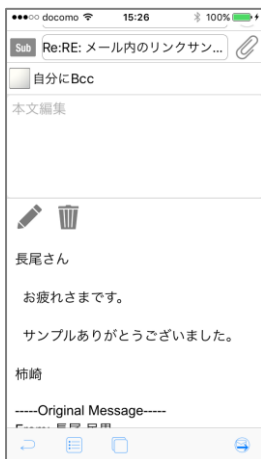 docomo 15:26 100%
Sub Re:RE: メール内のリンクサン...
自分にBcc
本文編集
長尾さん
お疲れさまです。
サンプルありがとうございました。
柿崎
-----Original Message-----
From: 長尾